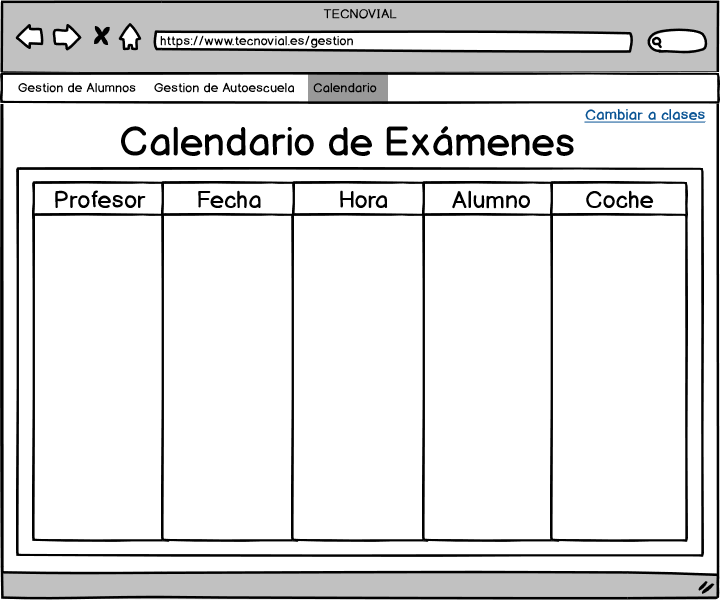 TECNOVIAL
https://www.tecnovial.es/gestion
Gestion de Alumnos Gestion de Autoescuela Calendario
Cambiar a clases
Calendario de Exámenes
Profesor Fecha Hora Alumno Coche